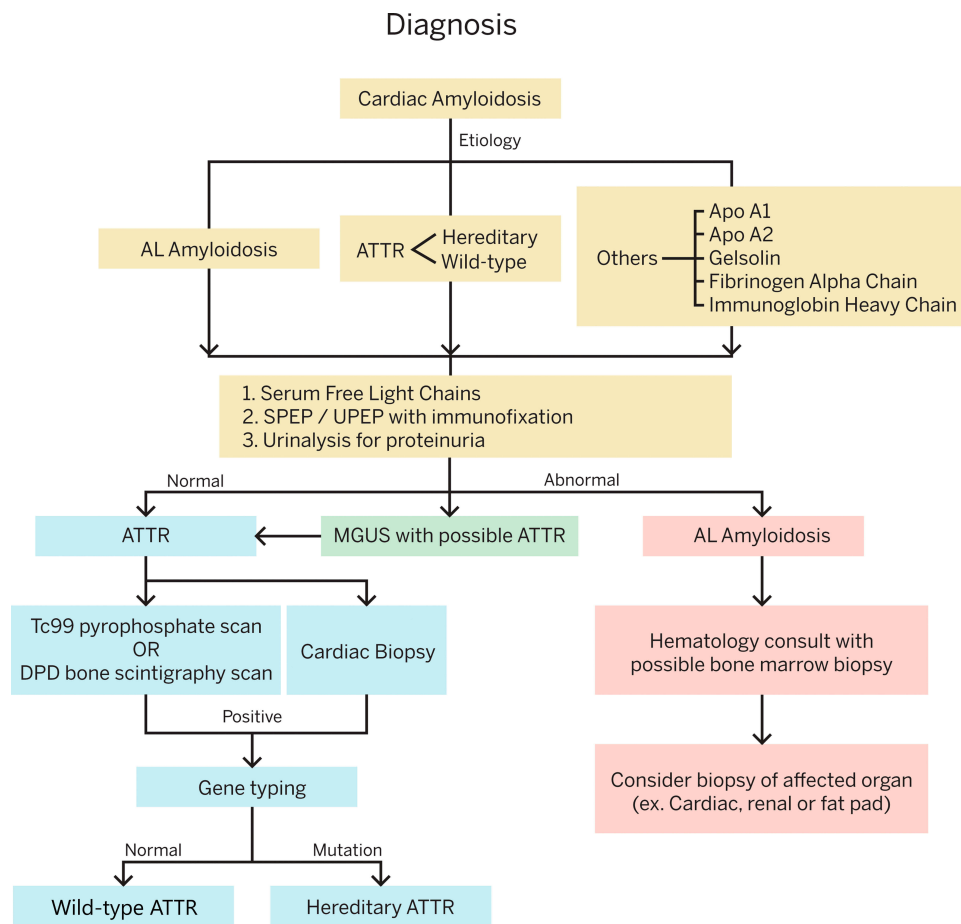 Diagnosis
Cardiac Amyloidosis
Etiology
AL Amyloidosis
ATTR
Hereditary
Wild-type
Others
Apo A1
Apo A2
Gelsolin
Fibrinogen Alpha Chain
Immunoglobin Heavy Chain
1. Serum Free Light Chains
2. SPEP / UPEP with immunofixation
3. Urinalysis for proteinuria
Normal
Abnormal
ATTR
MGUS with possible ATTR
AL Amyloidosis
Tc99 pyrophosphate scan
OR
DPD bone scintigraphy scan
Cardiac Biopsy
Hematology consult with
possible bone marrow biopsy
Positive
Gene typing
Consider biopsy of affected organ
(ex. Cardiac, renal or fat pad)
Normal
Mutation
Wild-type ATTR
Hereditary ATTR